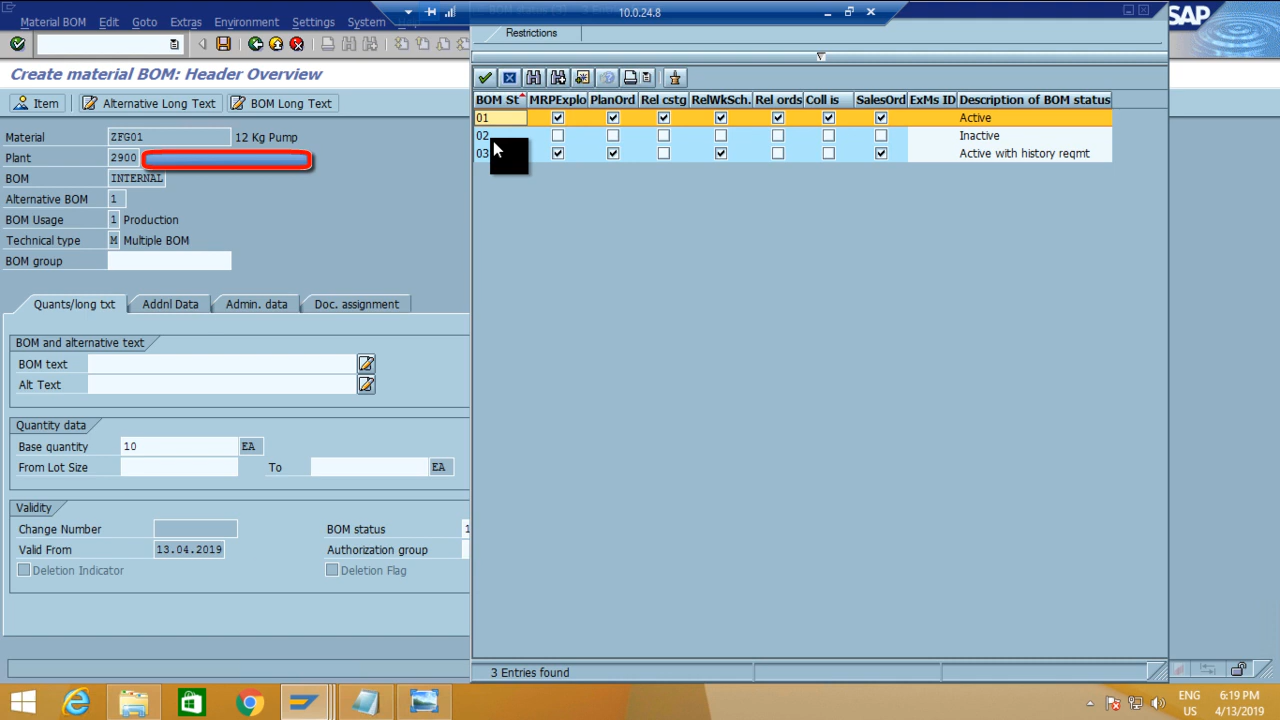 10.0.24.8
Material BOM Edit Goto Extras Environment Settings System
SAP
Restrictions
Create material BOM: Header Overview
Item Alternative Long Text BOM Long Text
BOM St MRPExplo PlanOrd Rel cstg RelWkSch. Rel ords Coll is SalesOrd ExMs ID Description of BOM status
01 Active
02 Inactive
03 Active with history reqmt
Material ZFG01 12 Kg Pump
Plant 2900
BOM INTERNAL
Alternative BOM 1
BOM Usage 1 Production
Technical type M Multiple BOM
BOM group
Quants/long txt Addnl Data Admin. data Doc. assignment
BOM and alternative text
BOM text
Alt Text
Quantity data
Base quantity 10 EA
From Lot Size To EA
Validity
Change Number BOM status 1
Valid From 13.04.2019 Authorization group
Deletion Indicator Deletion Flag
3 Entries found
ENG 6:19 PM
US 4/13/2019